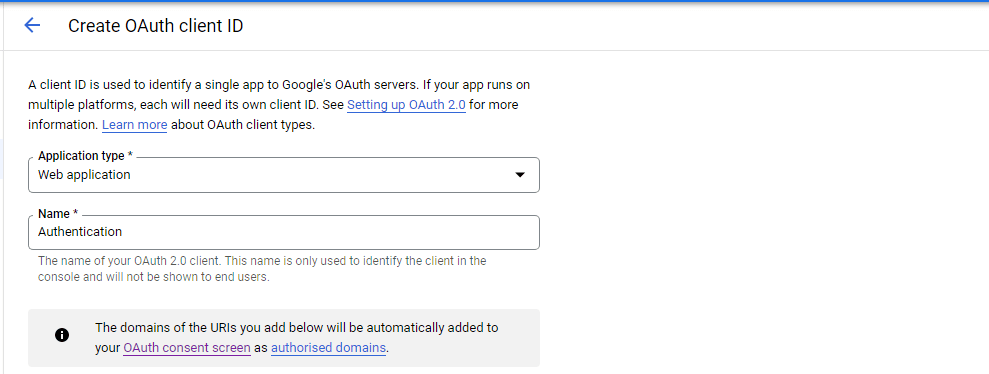 Create OAuth client ID
A client ID is used to identify a single app to Google's OAuth servers. If your app runs on
multiple platforms, each will need its own client ID. See Setting up OAuth 2.0 for more
information. Learn more about OAuth client types.
Application type *
Web application
Name *
Authentication
The name of your OAuth 2.0 client. This name is only used to identify the client in the
console and will not be shown to end users.
The domains of the URIs you add below will be automatically added to
your OAuth consent screen as authorised domains.